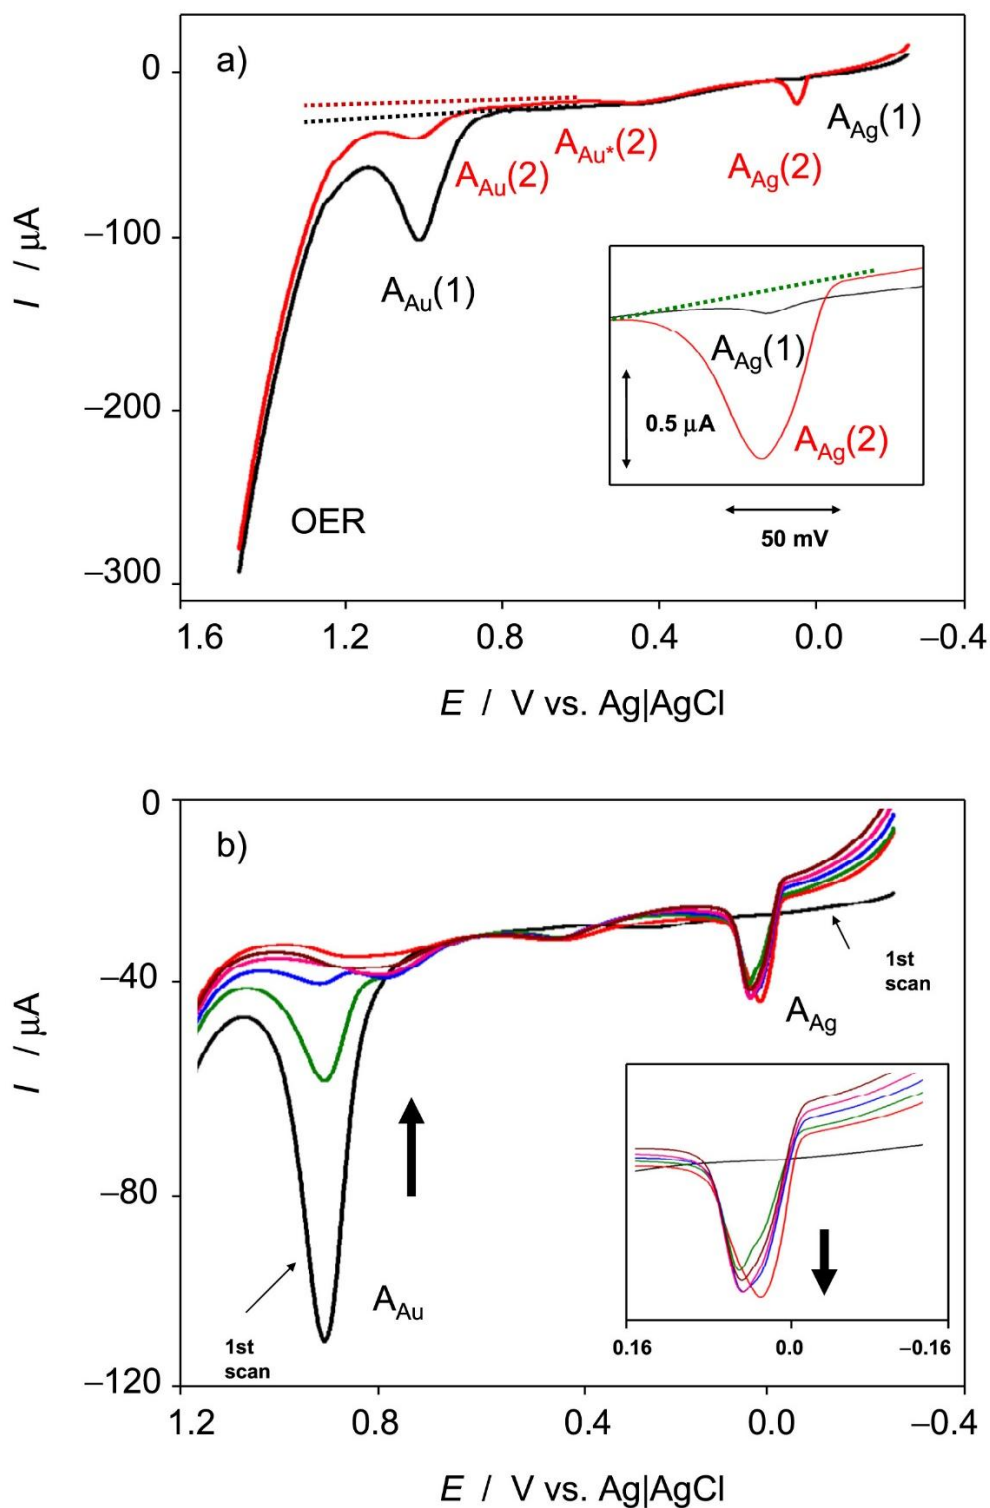 a)
0
−100
−200
−300
I / μA
A_Ag(1)
A_Au*(2)
A_Au(2)
A_Ag(2)
A_Au(1)
A_Ag(1)
0.5 μA
A_Ag(2)
50 mV
OER
1.6 1.2 0.8 0.4 0.0 −0.4
E / V vs. Ag|AgCl
b)
0
−40
−80
−120
I / μA
1st
scan
A_Ag
A_Au
1st
scan
0.16 0.0 −0.16
1.2 0.8 0.4 0.0 −0.4
E / V vs. Ag|AgCl